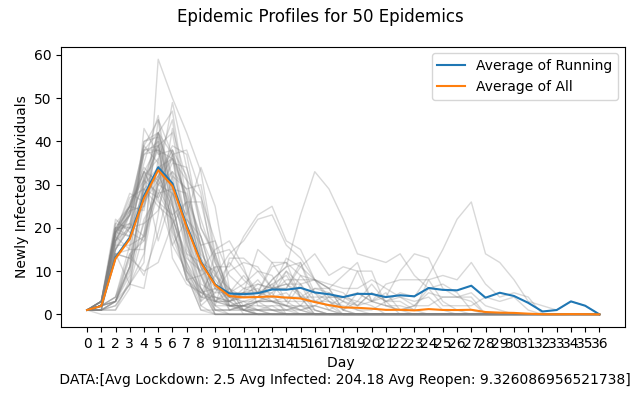 Epidemic Profiles for 50 Epidemics
Average of Running
Average of All
Newly Infected Individuals
60
50
40
30
20
10
0
0 1 2 3 4 5 6 7 8 9 10 11 12 13 14 15 16 17 18 19 20 21 22 23 24 25 26 27 28 29 30 31 32 33 34 35 36
Day
DATA:[Avg Lockdown: 2.5 Avg Infected: 204.18 Avg Reopen: 9.326086956521738]